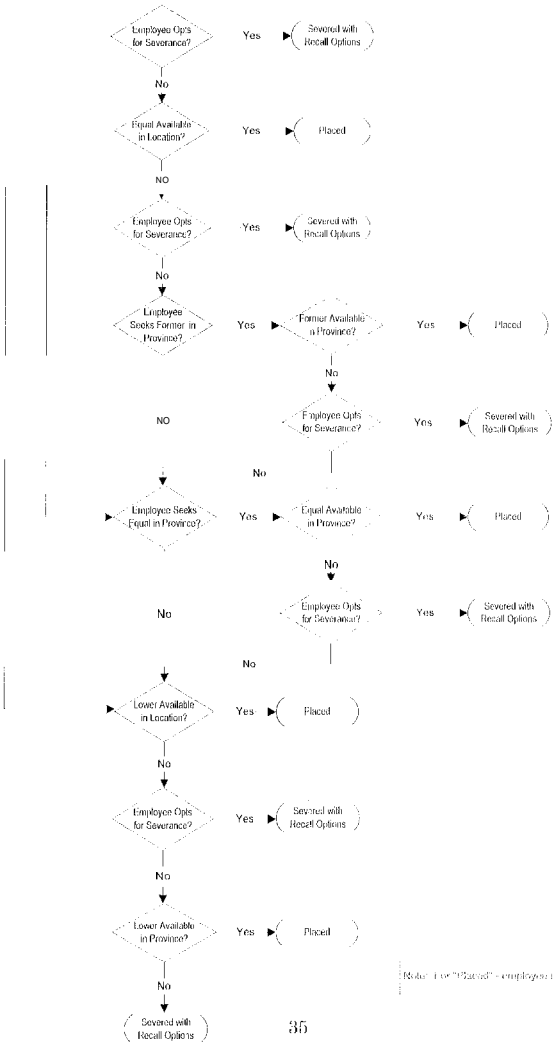 Employee Opts
for Severance?
Yes
Severed with
Recall Options
No
Equal Available
in Location?
Yes
Placed
NO
Employee Opts
for Severance?
Yes
Severed with
Recall Options
No
Employee
Seeks Former in
Province?
Yes
Former Available
in Province?
Yes
Placed
No
NO
Employee Opts
for Severance?
Yes
Severed with
Recall Options
No
Employee Seeks
Equal in Province?
Yes
Equal Available
in Province?
Yes
Placed
No
No
Employee Opts
for Severance?
Yes
Severed with
Recall Options
No
Lower Available
in Location?
Yes
Placed
No
Employee Opts
for Severance?
Yes
Severed with
Recall Options
No
Lower Available
in Province?
Yes
Placed
Note: For "Placed" - employee
No
Severed with
Recall Options
35